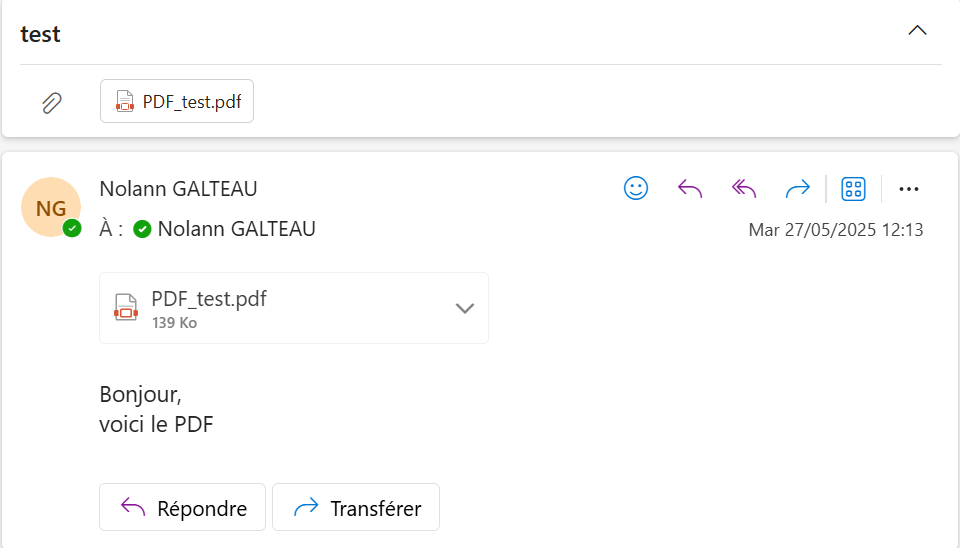 test
PDF_test.pdf
NG
Nolann GALTEAU
À : Nolann GALTEAU
Mar 27/05/2025 12:13
PDF_test.pdf
139 Ko
Bonjour,
voici le PDF
Répondre
Transférer